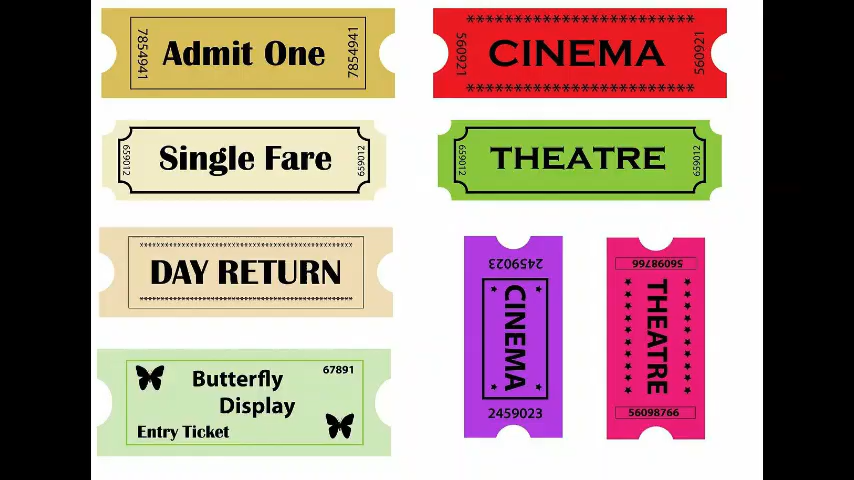 7854941
Admit One
7854941
560921
*************************
CINEMA
*************************
560921
659012
Single Fare
659012
659012
THEATRE
659012
DAY RETURN
2459023
CINEMA
2459023
56098766
THEATRE
56098766
67891
Butterfly
Display
Entry Ticket